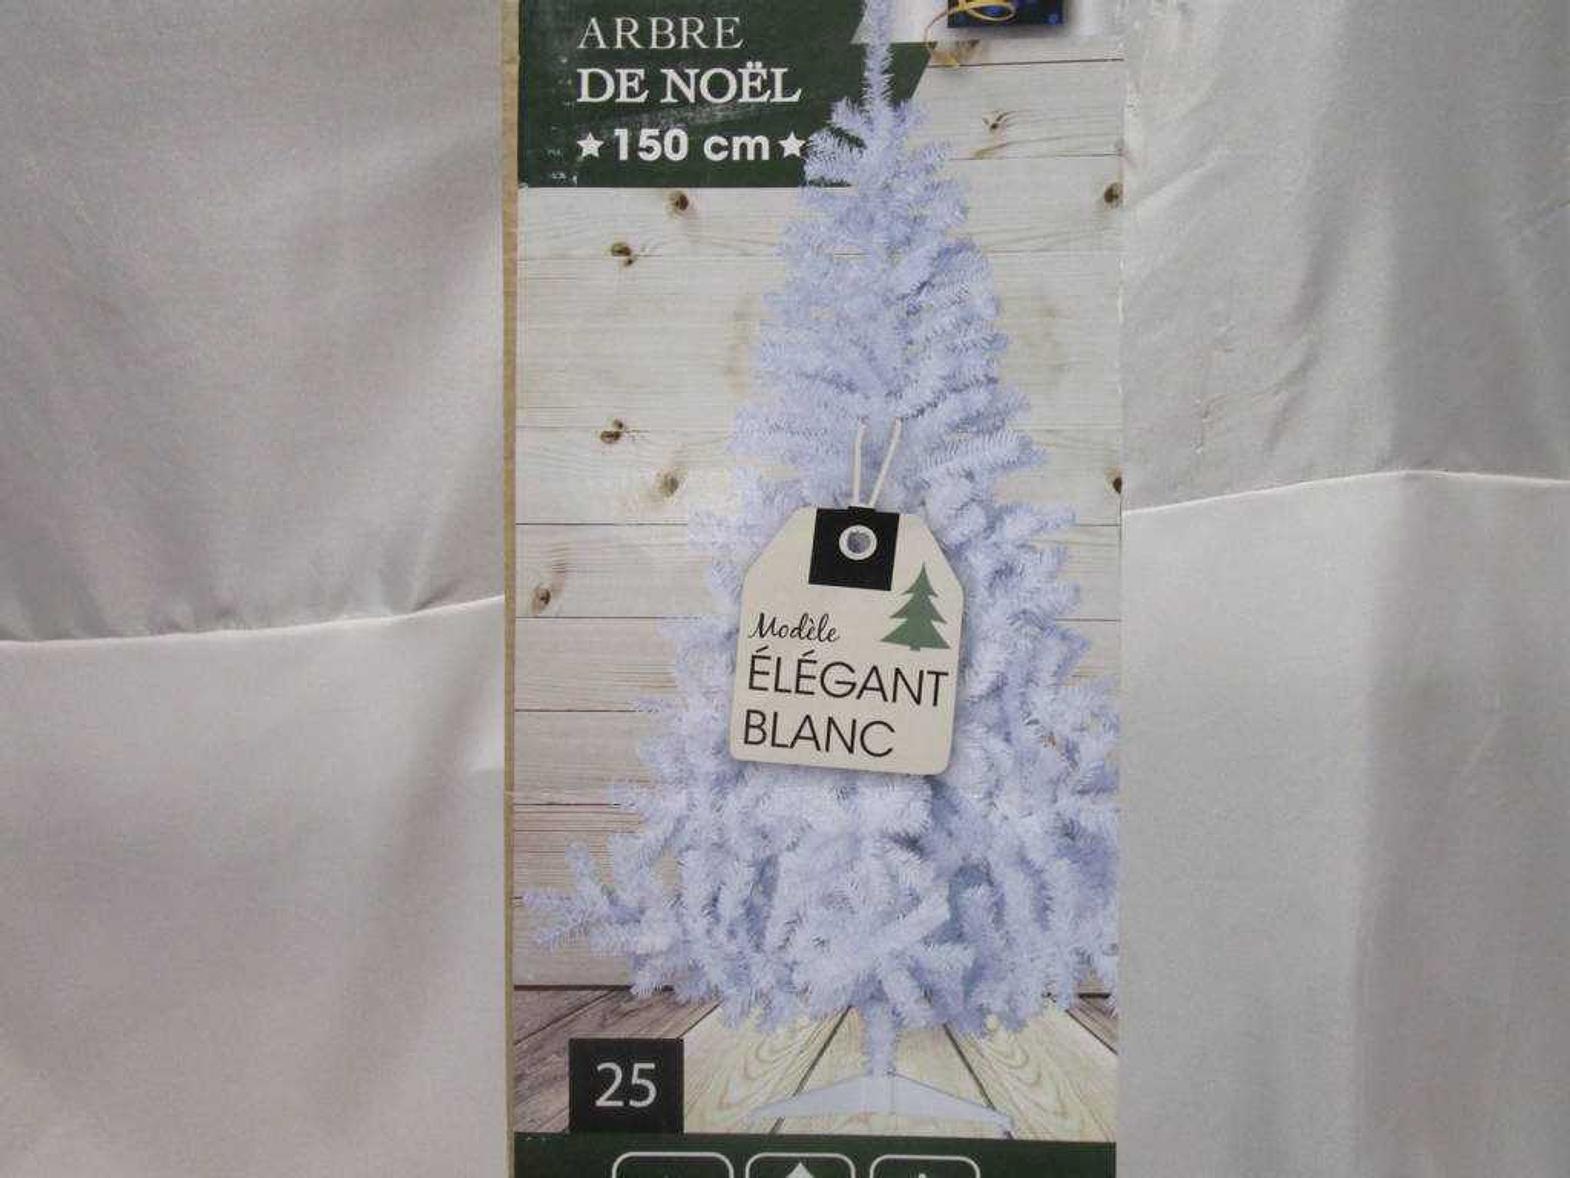 ARBRE
DE NOËL
★150 cm★
Modèle
ÉLÉGANT
BLANC
25